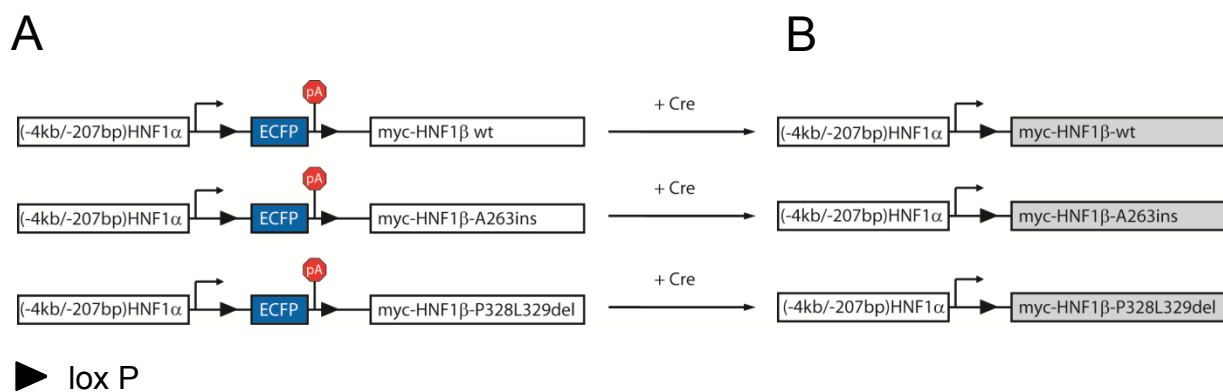 A B
(-4kb/-207bp)HNF1α ECFP pA myc-HNF1β wt + Cre (-4kb/-207bp)HNF1α myc-HNF1β-wt
(-4kb/-207bp)HNF1α ECFP pA myc-HNF1β-A263ins + Cre (-4kb/-207bp)HNF1α myc-HNF1β-A263ins
(-4kb/-207bp)HNF1α ECFP pA myc-HNF1β-P328L329del + Cre (-4kb/-207bp)HNF1α myc-HNF1β-P328L329del
lox P